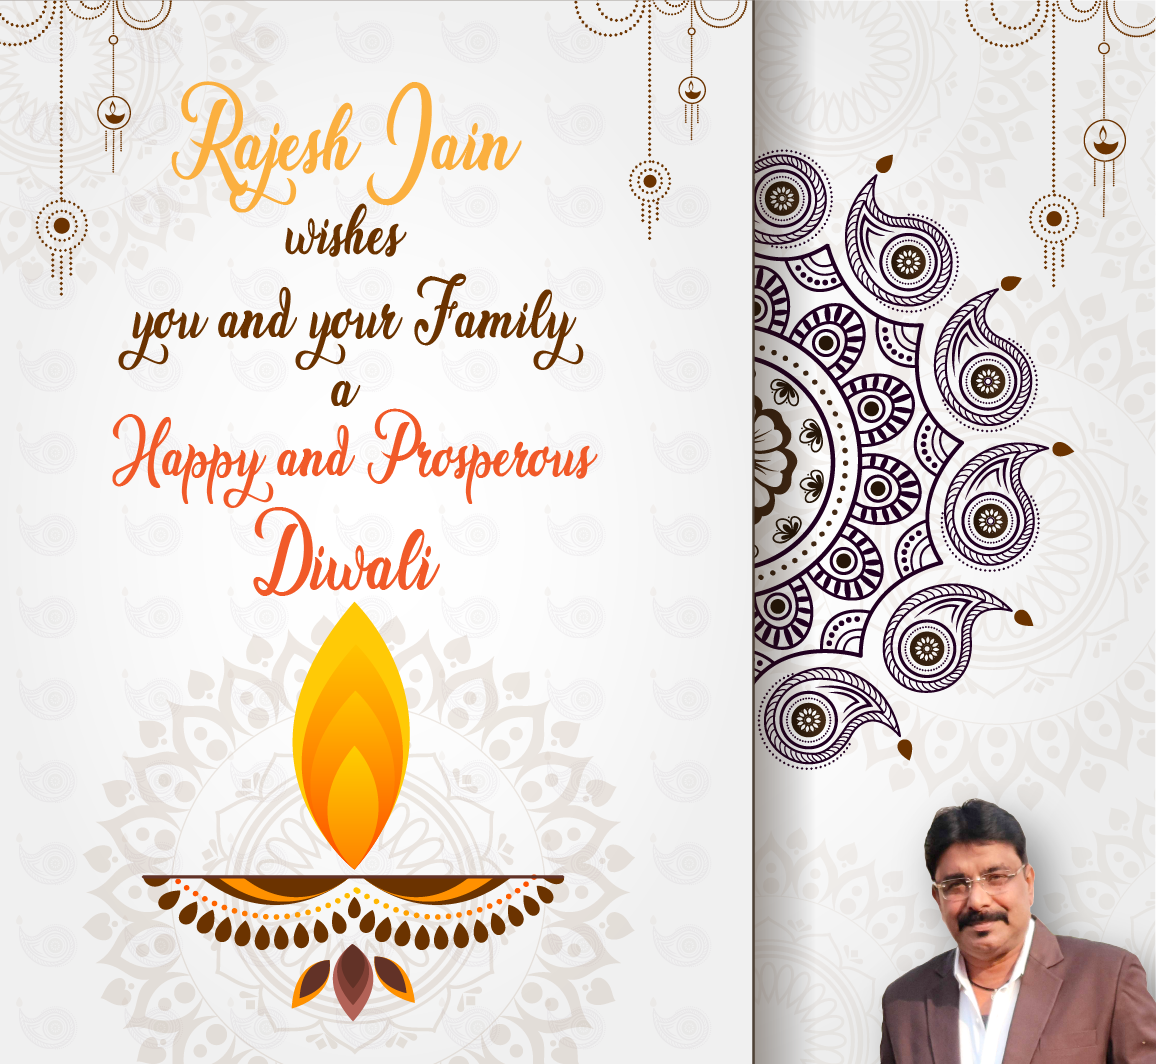 Rajesh Jain
wishes
you and your Family
a
Happy and Prosperous
Diwali